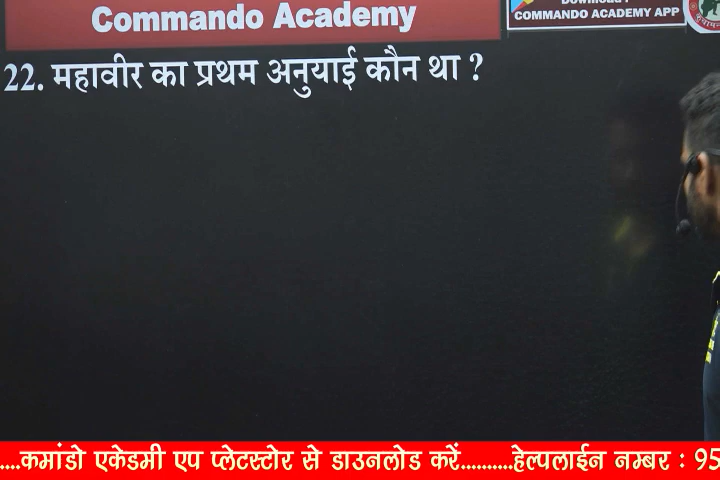 Commando Academy
COMMANDO ACADEMY APP
22. महावीर का प्रथम अनुयाई कौन था ?
....कमांडो एकेडमी एप प्लेटस्टोर से डाउनलोड करें..........हेल्पलाईन नम्बर : 95